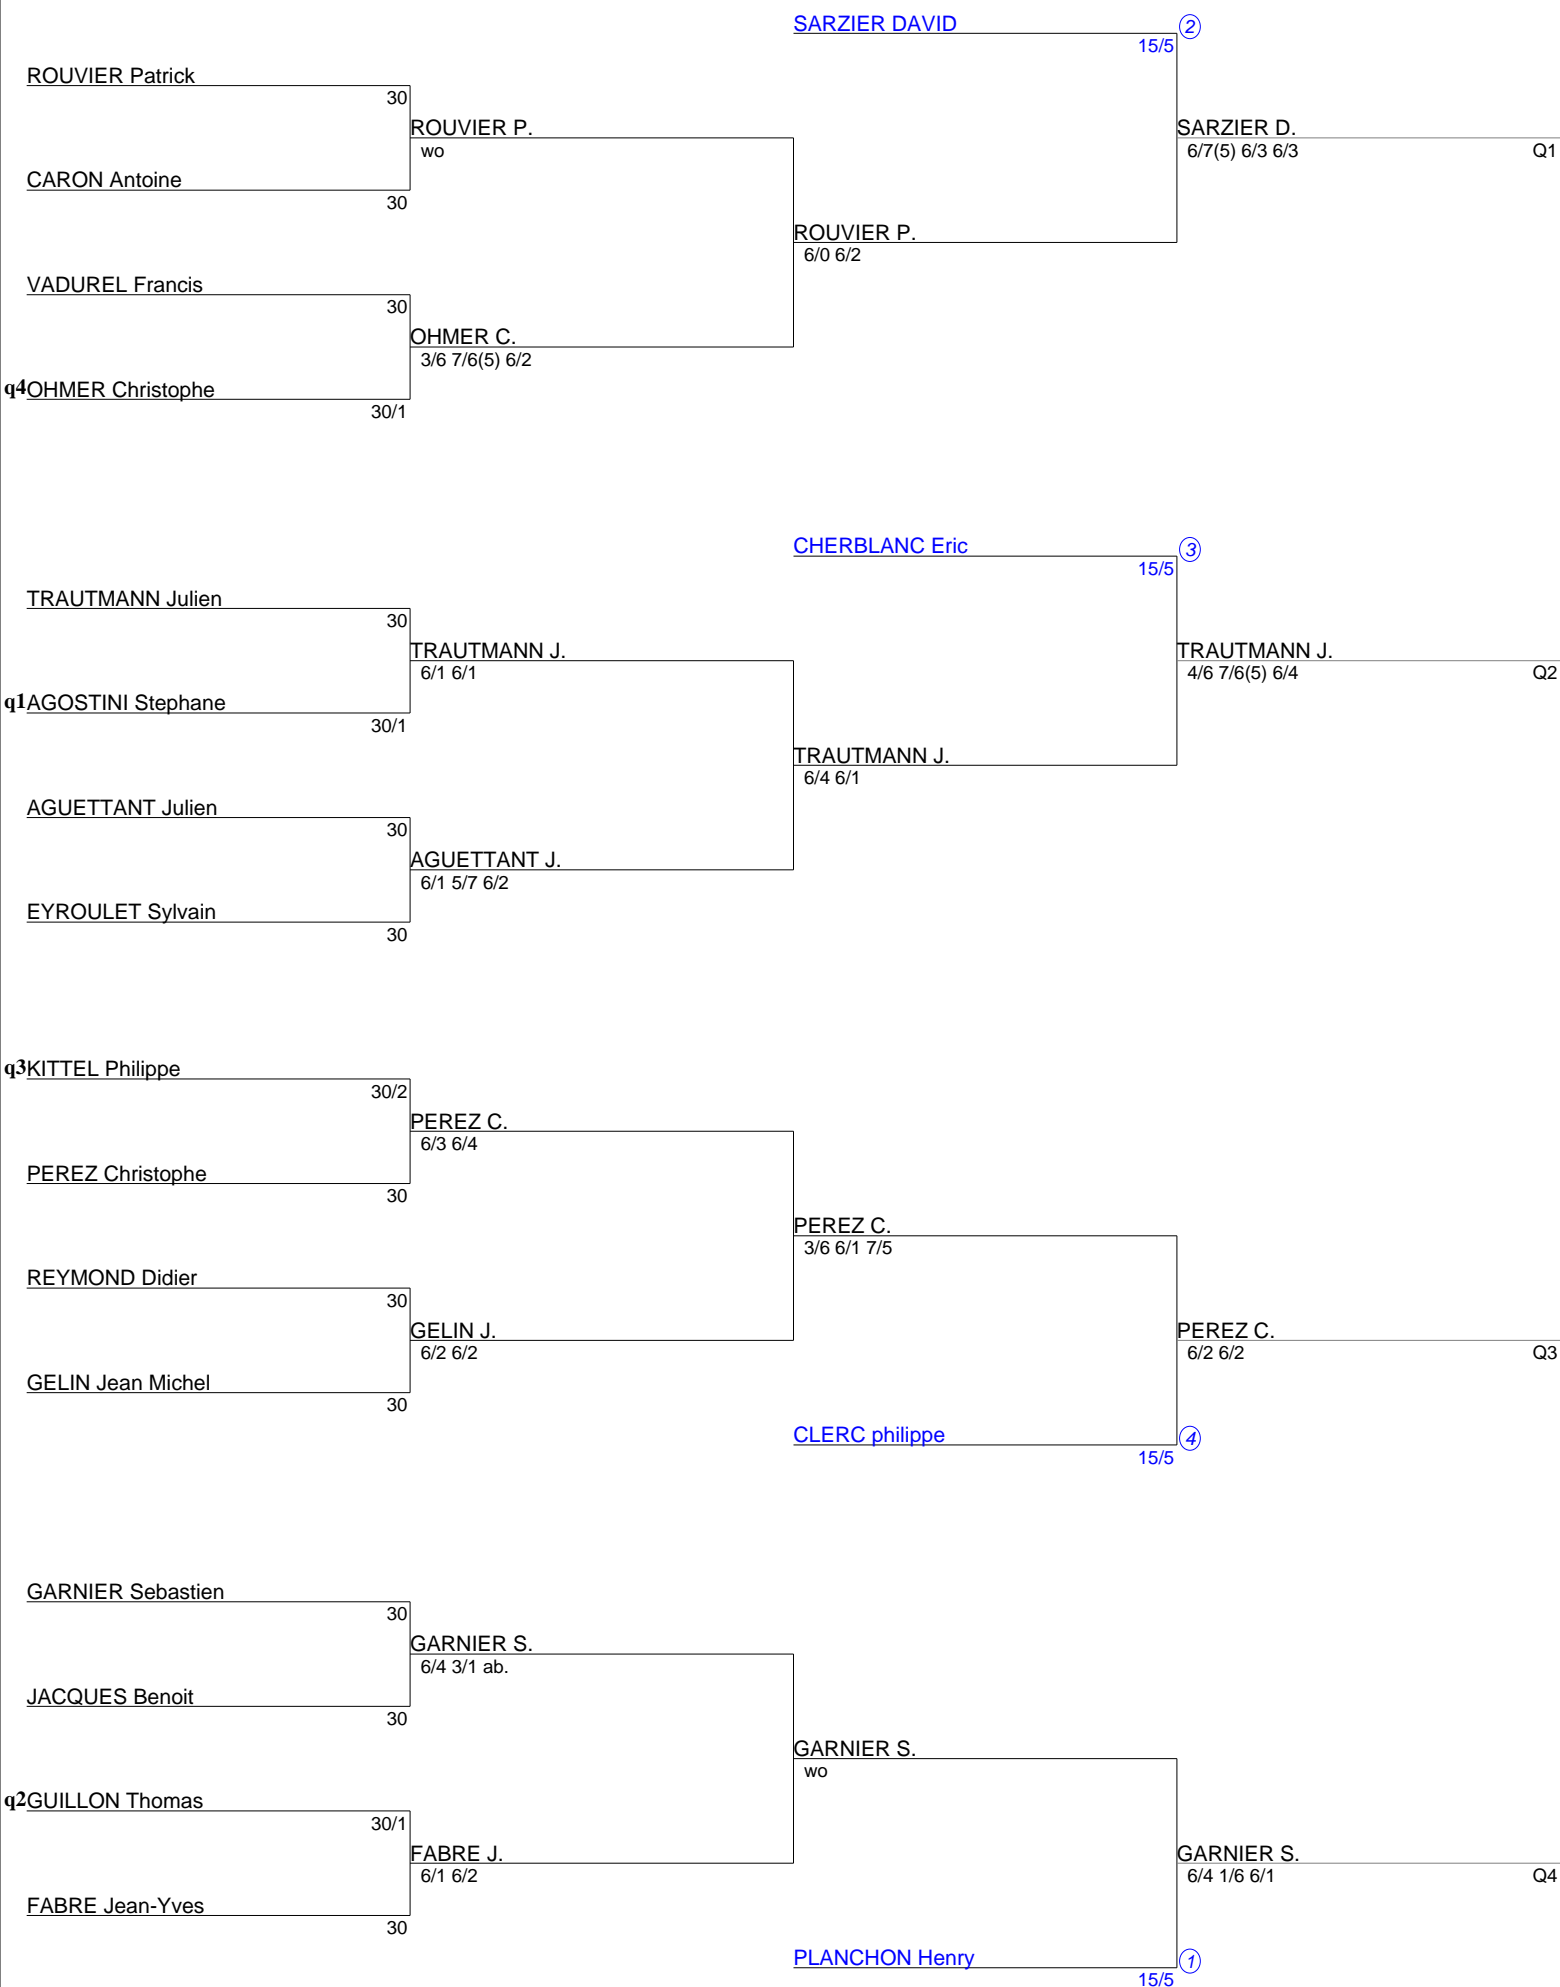 SARZIER DAVID 2
15/5
ROUVIER Patrick
30
ROUVIER P.
wo
SARZIER D.
6/7(5) 6/3 6/3 Q1
CARON Antoine
30
ROUVIER P.
6/0 6/2
VADUREL Francis
30
OHMER C.
3/6 7/6(5) 6/2
q4 OHMER Christophe
30/1
CHERBLANC Eric 3
15/5
TRAUTMANN Julien
30
TRAUTMANN J.
6/1 6/1
TRAUTMANN J.
4/6 7/6(5) 6/4 Q2
q1 AGOSTINI Stephane
30/1
TRAUTMANN J.
6/4 6/1
AGUETTANT Julien
30
AGUETTANT J.
6/1 5/7 6/2
EYROULET Sylvain
30
q3 KITTEL Philippe
30/2
PEREZ C.
6/3 6/4
PEREZ Christophe
30
PEREZ C.
3/6 6/1 7/5
REYMOND Didier
30
GELIN J.
6/2 6/2
PEREZ C.
6/2 6/2 Q3
GELIN Jean Michel
30
CLERC philippe 4
15/5
GARNIER Sebastien
30
GARNIER S.
6/4 3/1 ab.
JACQUES Benoit
30
GARNIER S.
wo
q2 GUILLON Thomas
30/1
FABRE J.
6/1 6/2
GARNIER S.
6/4 1/6 6/1 Q4
FABRE Jean-Yves
30
PLANCHON Henry 1
15/5